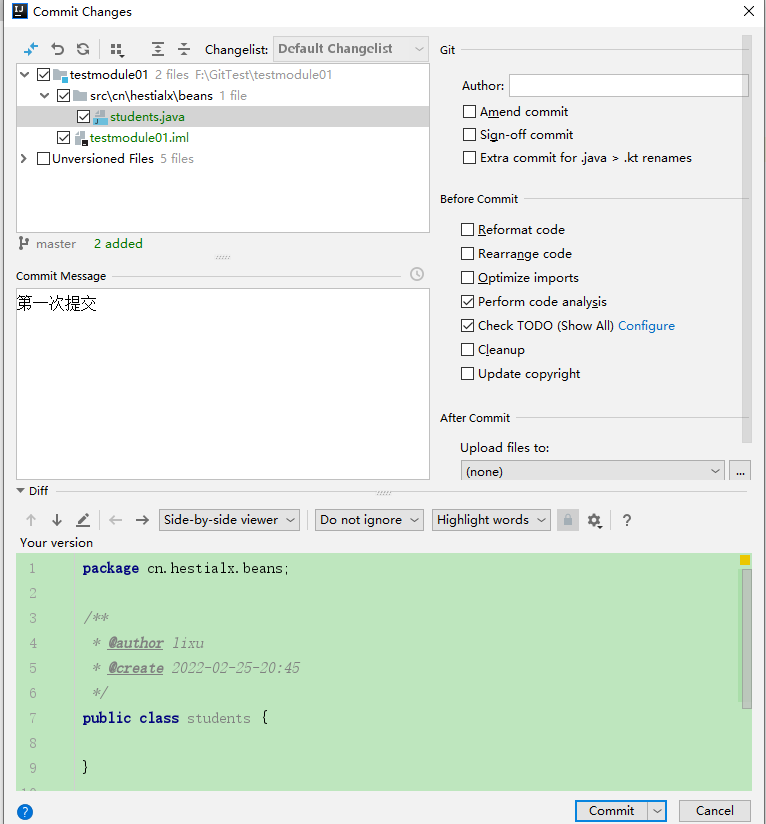 Commit Changes
Changelist: Default Changelist
testmodule01 2 files F:\GitTest\testmodule01
src\cn\hestialx\beans 1 file
students.java
testmodule01.iml
Unversioned Files 5 files
master 2 added
Commit Message
第一次提交
Git
Author:
Amend commit
Sign-off commit
Extra commit for .java > .kt renames
Before Commit
Reformat code
Rearrange code
Optimize imports
Perform code analysis
Check TODO (Show All) Configure
Cleanup
Update copyright
After Commit
Upload files to:
(none) ...
Diff
Side-by-side viewer Do not ignore Highlight words ?
Your version
1 package cn.hestialx.beans;
2
3 /**
4 * @author lixu
5 * @create 2022-02-25-20:45
6 */
7 public class students {
8
9 }
? Commit Cancel